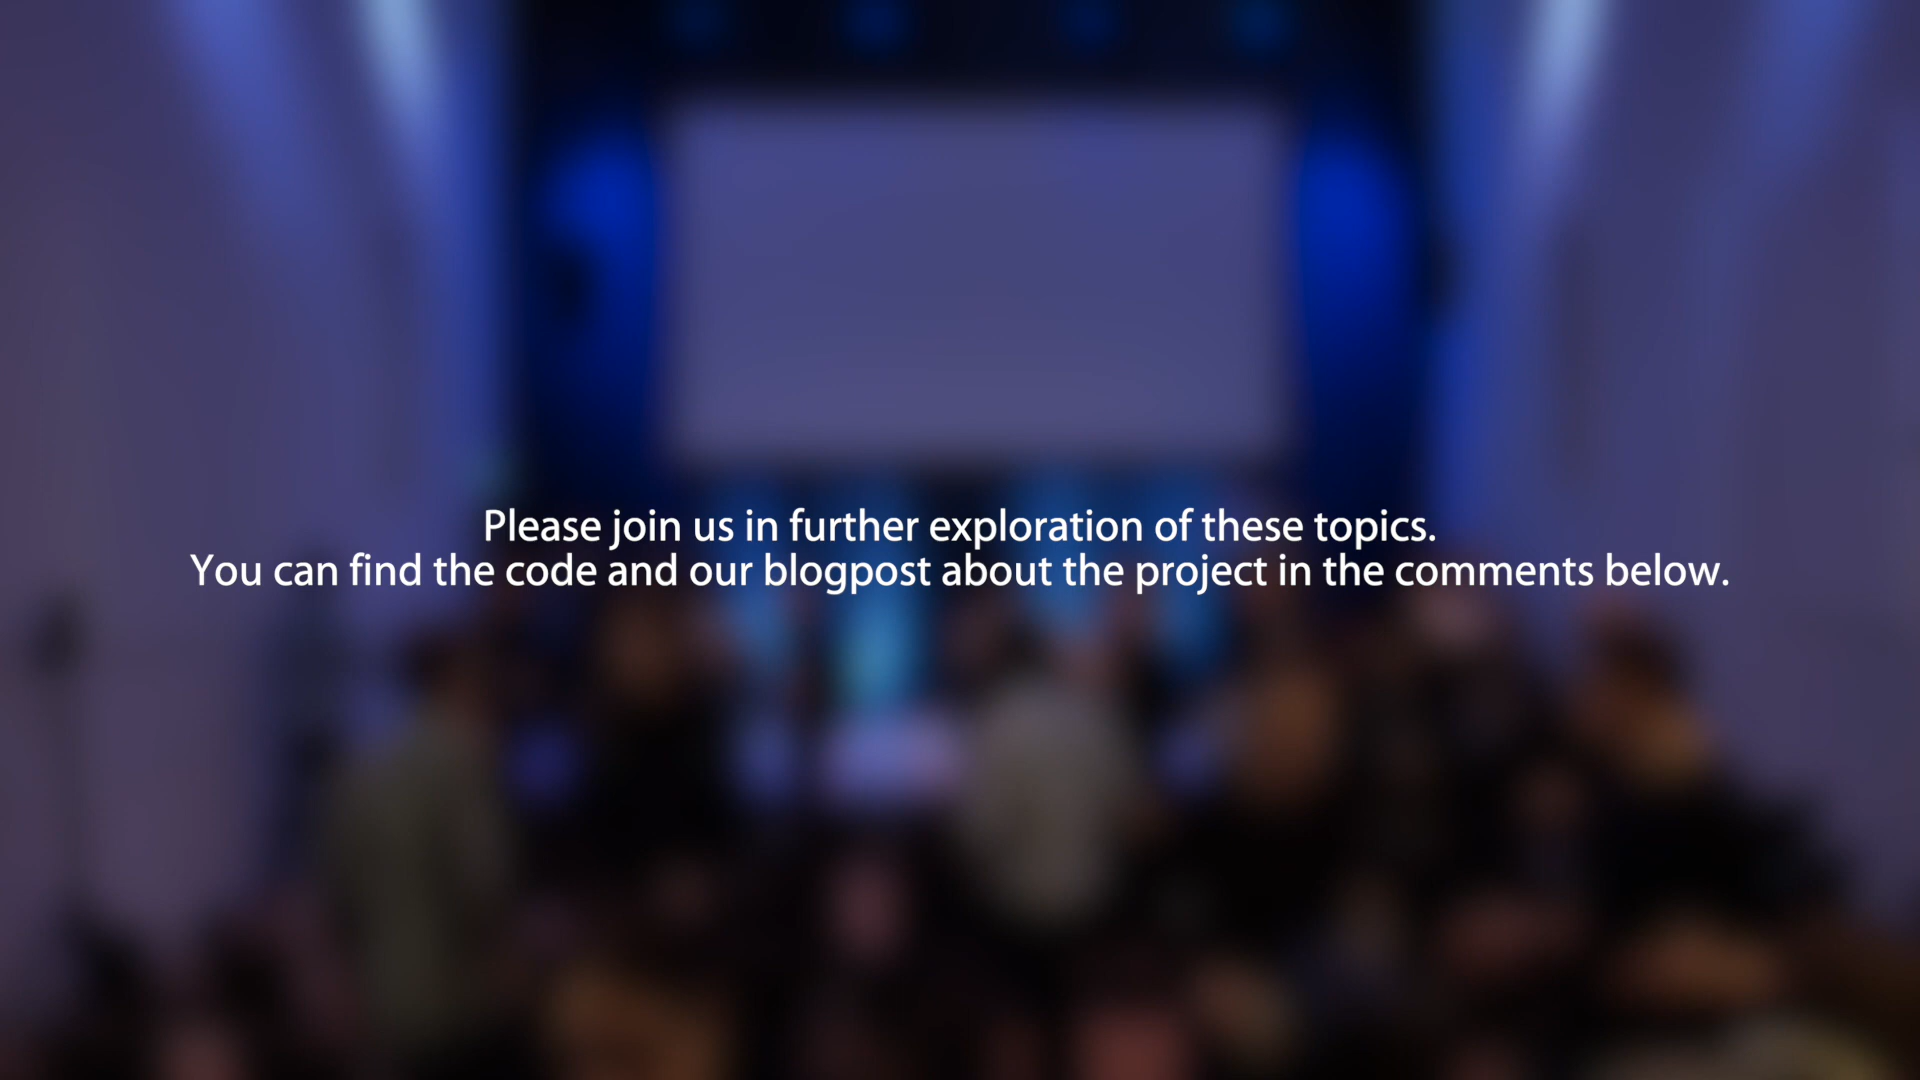 Please join us in further exploration of these topics.
You can find the code and our blogpost about the project in the comments below.